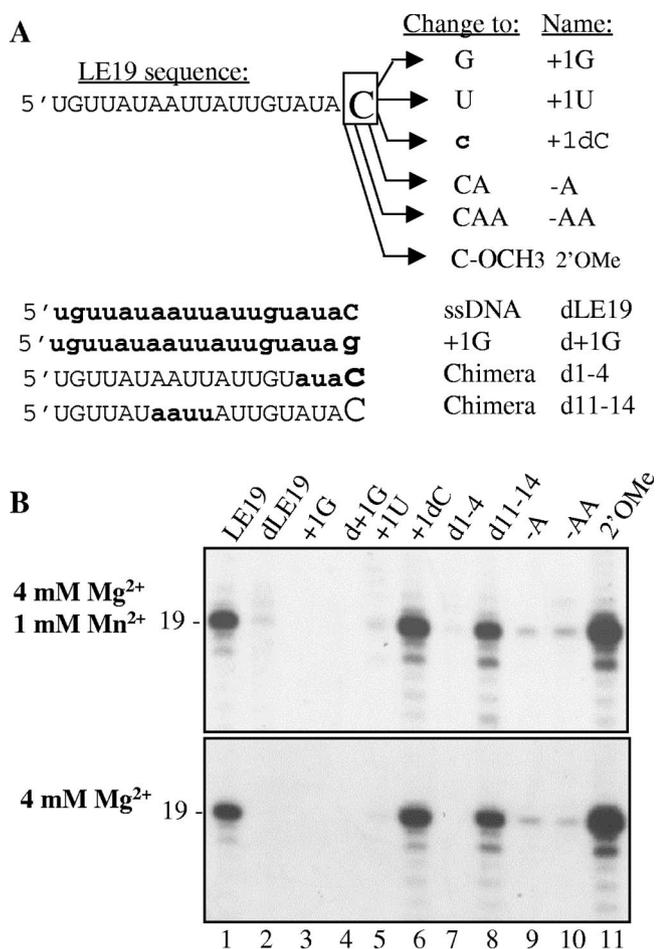 A
Change to: Name:
LE19 sequence:
G +1G
5'UGUUAUAAUUAUUGUAUA C U +1U
c +1dC
CA -A
CAA -AA
C-OCH3 2'OMe
5'uguuauaauuauuguauaC ssDNA dLE19
5'uguuauaauuauuguauag +1G d+1G
5'UGUUAUAAUUAUUGUauaC Chimera d1-4
5'UGUUAUaauuAUUGUAUAC Chimera d11-14
B
LE19 dLE19 +1G d+1G +1U +1dC d1-4 d11-14 -A -AA 2'OMe
4 mM Mg2+
1 mM Mn2+
19 -
4 mM Mg2+
19 -
1 2 3 4 5 6 7 8 9 10 11